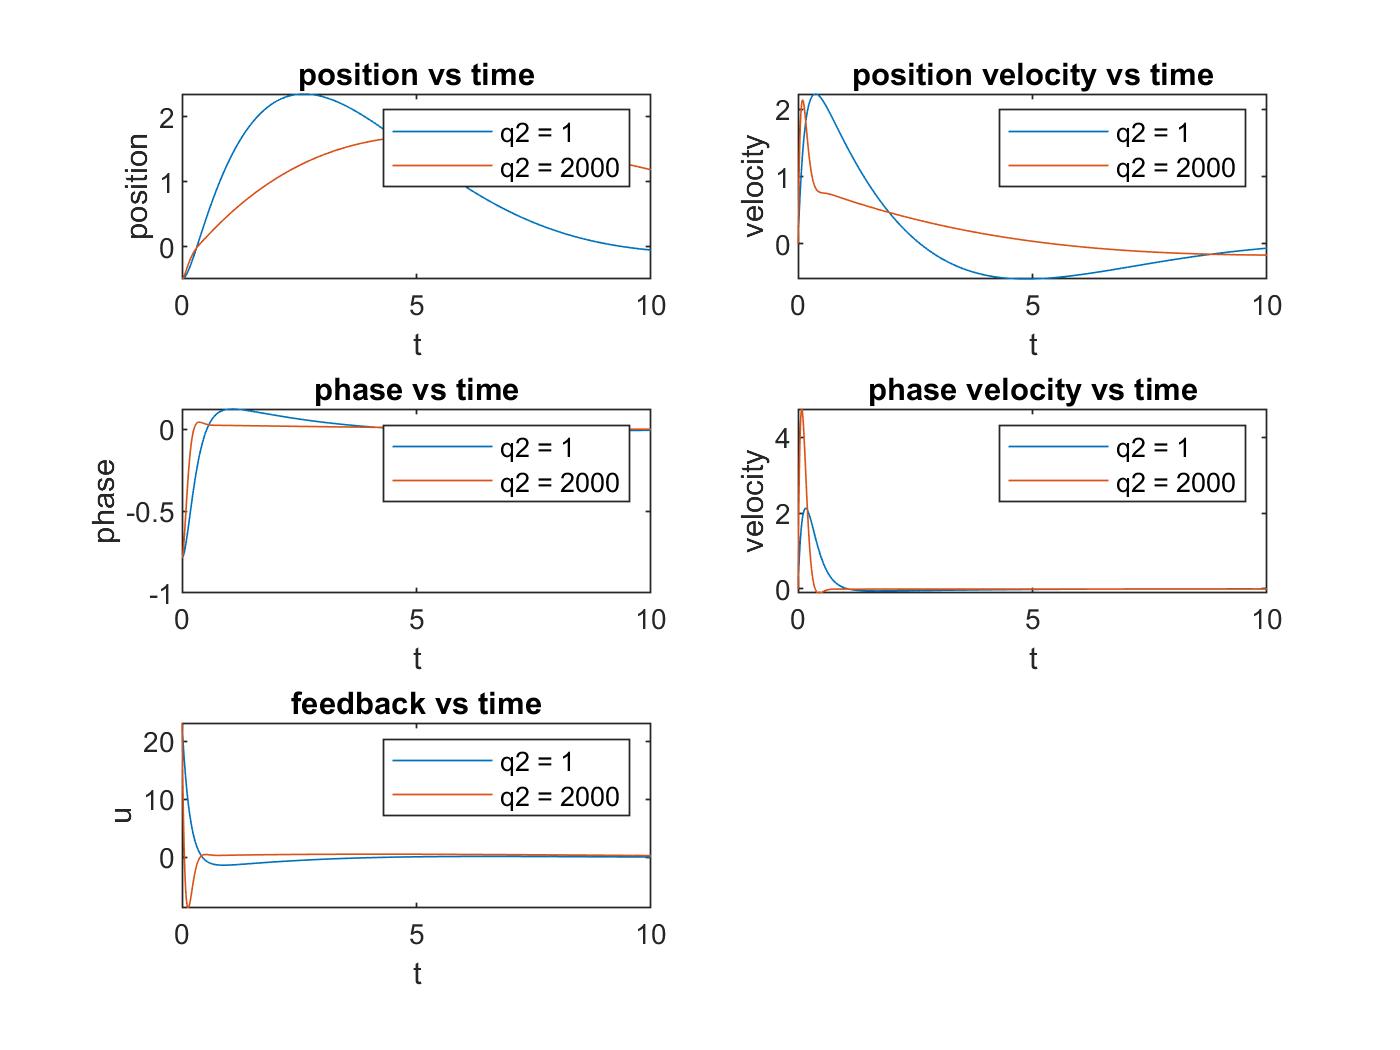 position vs time
position
2
1
0
q2 = 1
q2 = 2000
0 5 10
t
position velocity vs time
velocity
2
1
0
q2 = 1
q2 = 2000
0 5 10
t
phase vs time
phase
0
-0.5
-1
q2 = 1
q2 = 2000
0 5 10
t
phase velocity vs time
velocity
4
2
0
q2 = 1
q2 = 2000
0 5 10
t
feedback vs time
u
20
10
0
q2 = 1
q2 = 2000
0 5 10
t